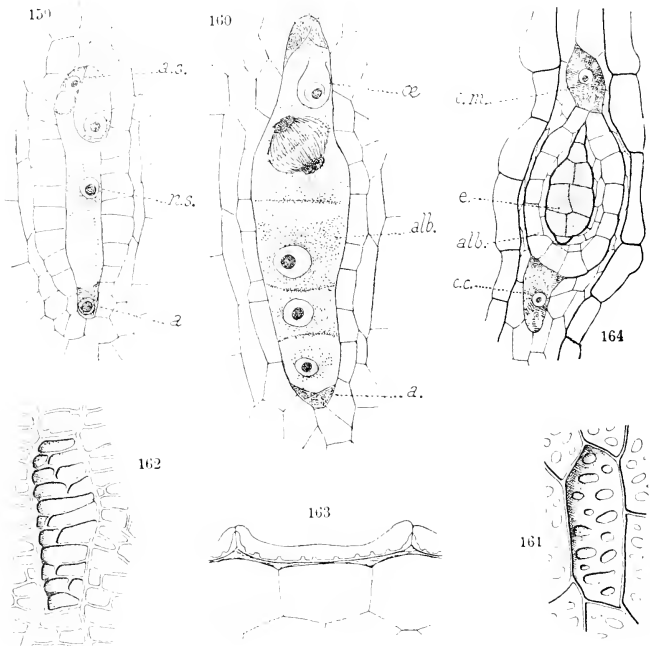 159
a.s.
n.s.
a
160
œ
alb.
a.
c.m.
e.
alb.
c.c.
164
162
163
161